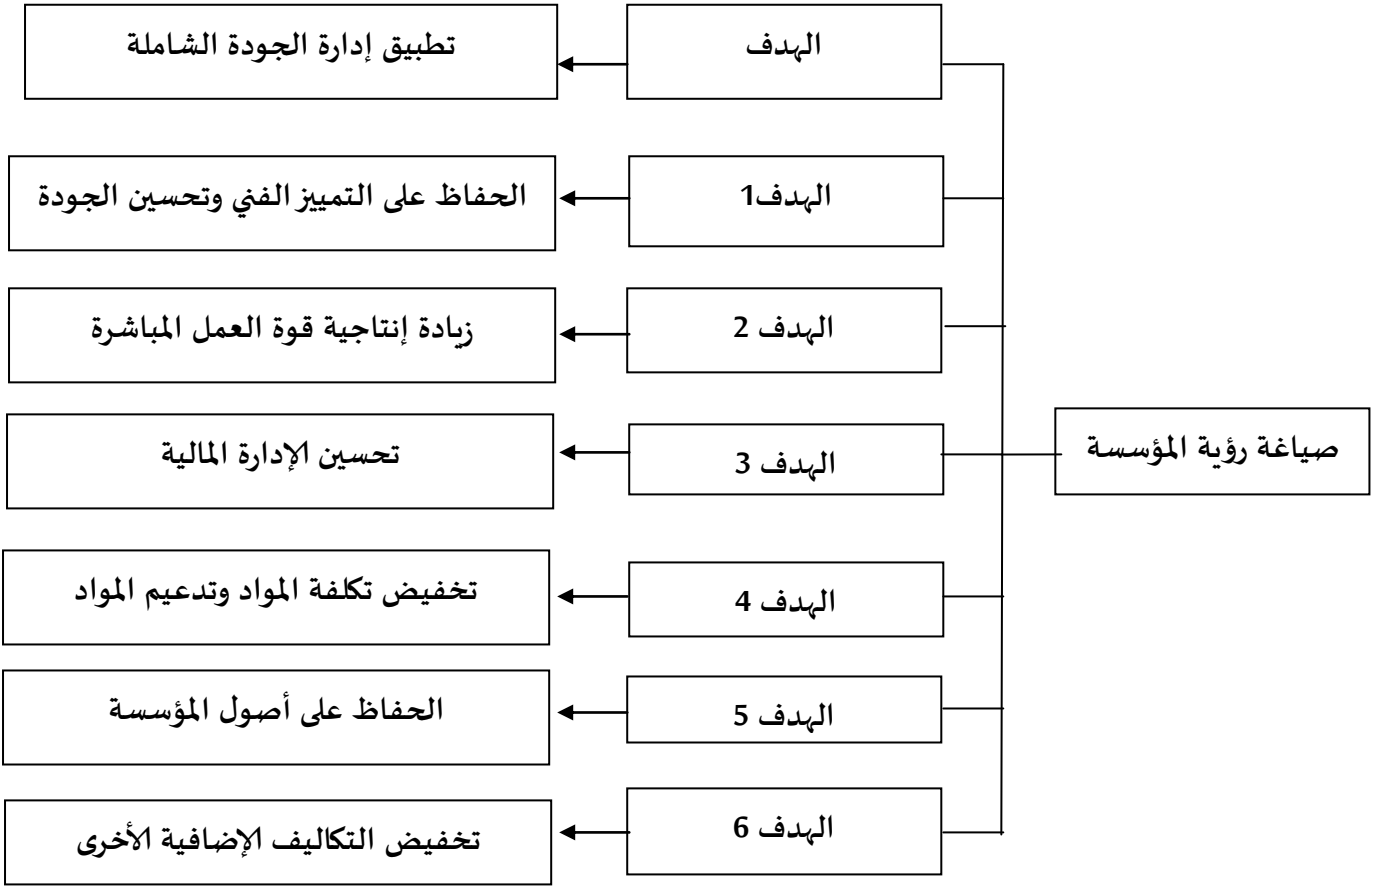 صياغة رؤية المؤسسة
الهدف
تطبيق إدارة الجودة الشاملة
الهدف1
الحفاظ على التمييز الفني وتحسين الجودة
الهدف 2
زيادة إنتاجية قوة العمل المباشرة
الهدف 3
تحسين الإدارة المالية
الهدف 4
تخفيض تكلفة المواد وتدعيم المواد
الهدف 5
الحفاظ على أصول المؤسسة
الهدف 6
تخفيض التكاليف الإضافية الأخرى